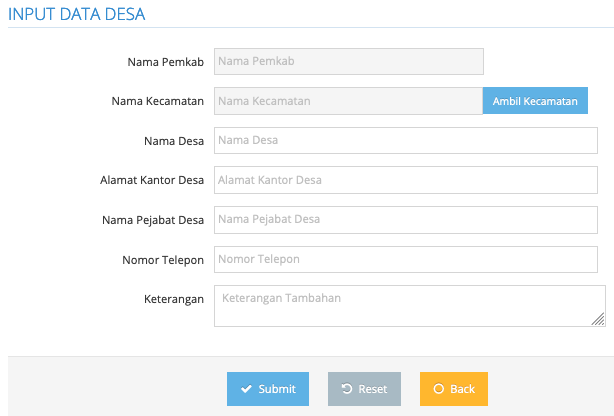 INPUT DATA DESA
Nama Pemkab Nama Pemkab
Nama Kecamatan Nama Kecamatan Ambil Kecamatan
Nama Desa Nama Desa
Alamat Kantor Desa Alamat Kantor Desa
Nama Pejabat Desa Nama Pejabat Desa
Nomor Telepon Nomor Telepon
Keterangan Keterangan Tambahan
Submit Reset Back